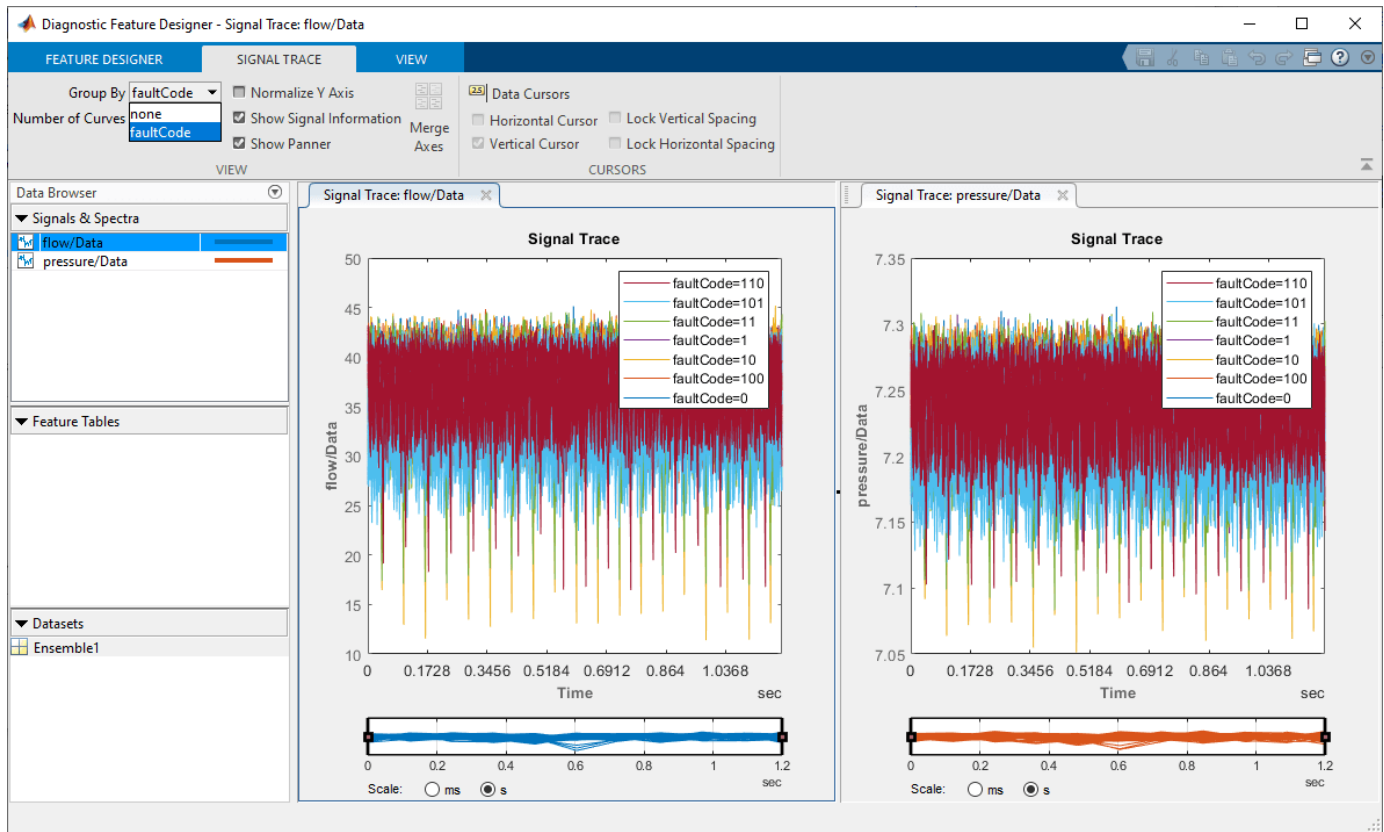 Diagnostic Feature Designer - Signal Trace: flow/Data
FEATURE DESIGNER SIGNAL TRACE VIEW
Group By faultCode
none
faultCode
Number of Curves
Normalize Y Axis
Show Signal Information
Show Panner
Merge
Axes
VIEW
2.5 Data Cursors
Horizontal Cursor Lock Vertical Spacing
Vertical Cursor Lock Horizontal Spacing
CURSORS
Data Browser
Signals & Spectra
flow/Data
pressure/Data
Feature Tables
Datasets
Ensemble1
Signal Trace: flow/Data
Signal Trace
50
45
40
35
30
25
20
15
10
flow/Data
faultCode=110
faultCode=101
faultCode=11
faultCode=1
faultCode=10
faultCode=100
faultCode=0
0 0.1728 0.3456 0.5184 0.6912 0.864 1.0368
Time sec
0 0.2 0.4 0.6 0.8 1 1.2
sec
Scale: ms s
Signal Trace: pressure/Data
Signal Trace
7.35
7.3
7.25
7.2
7.15
7.1
7.05
pressure/Data
faultCode=110
faultCode=101
faultCode=11
faultCode=1
faultCode=10
faultCode=100
faultCode=0
0 0.1728 0.3456 0.5184 0.6912 0.864 1.0368
Time sec
0 0.2 0.4 0.6 0.8 1 1.2
sec
Scale: ms s